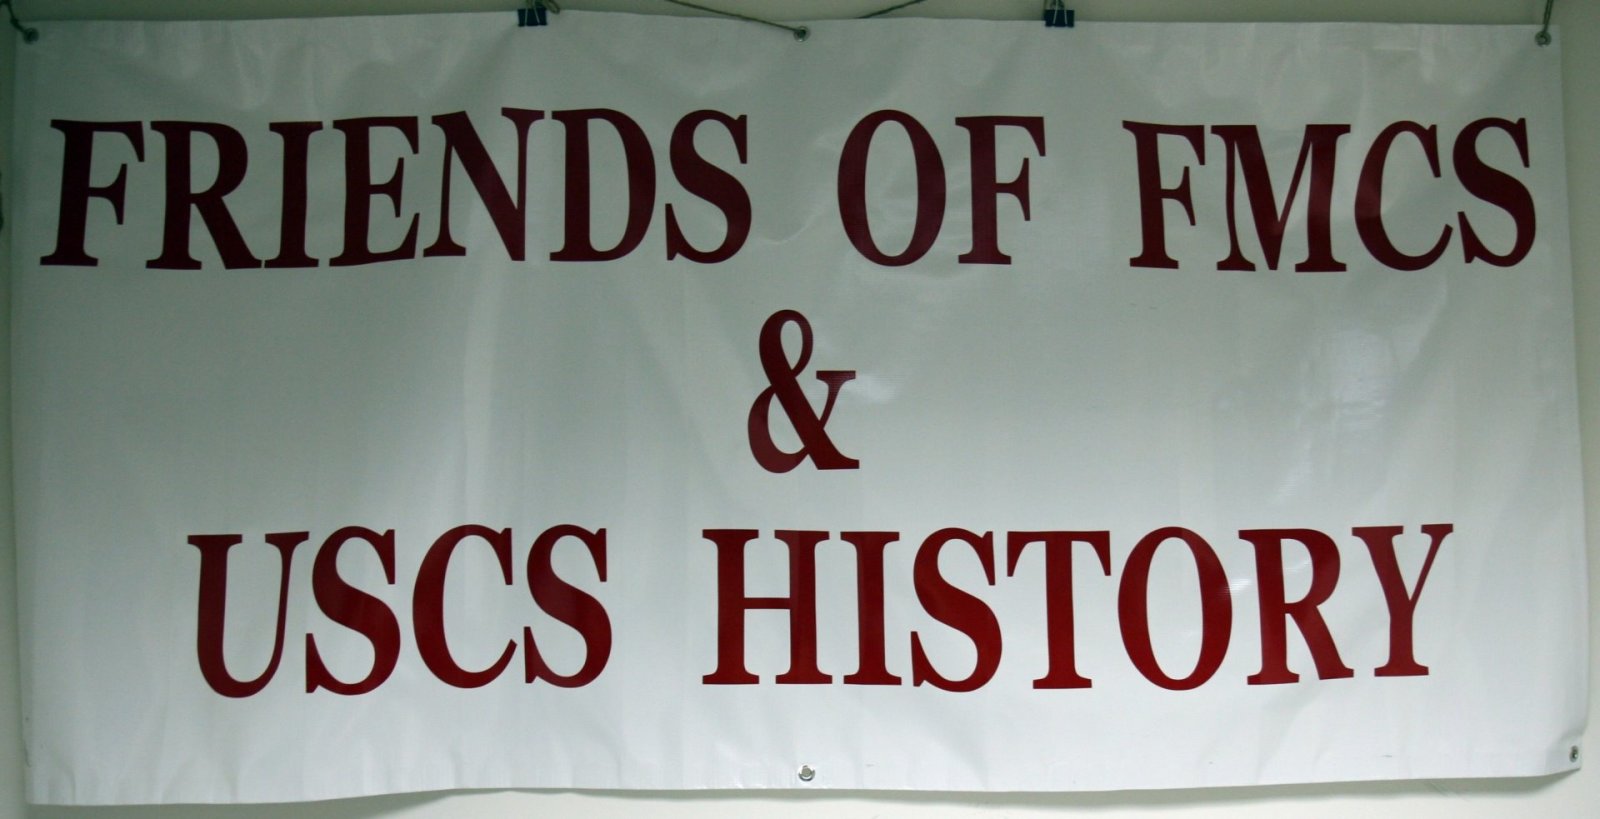 FRIENDS OF FMCS
&
USCS HISTORY